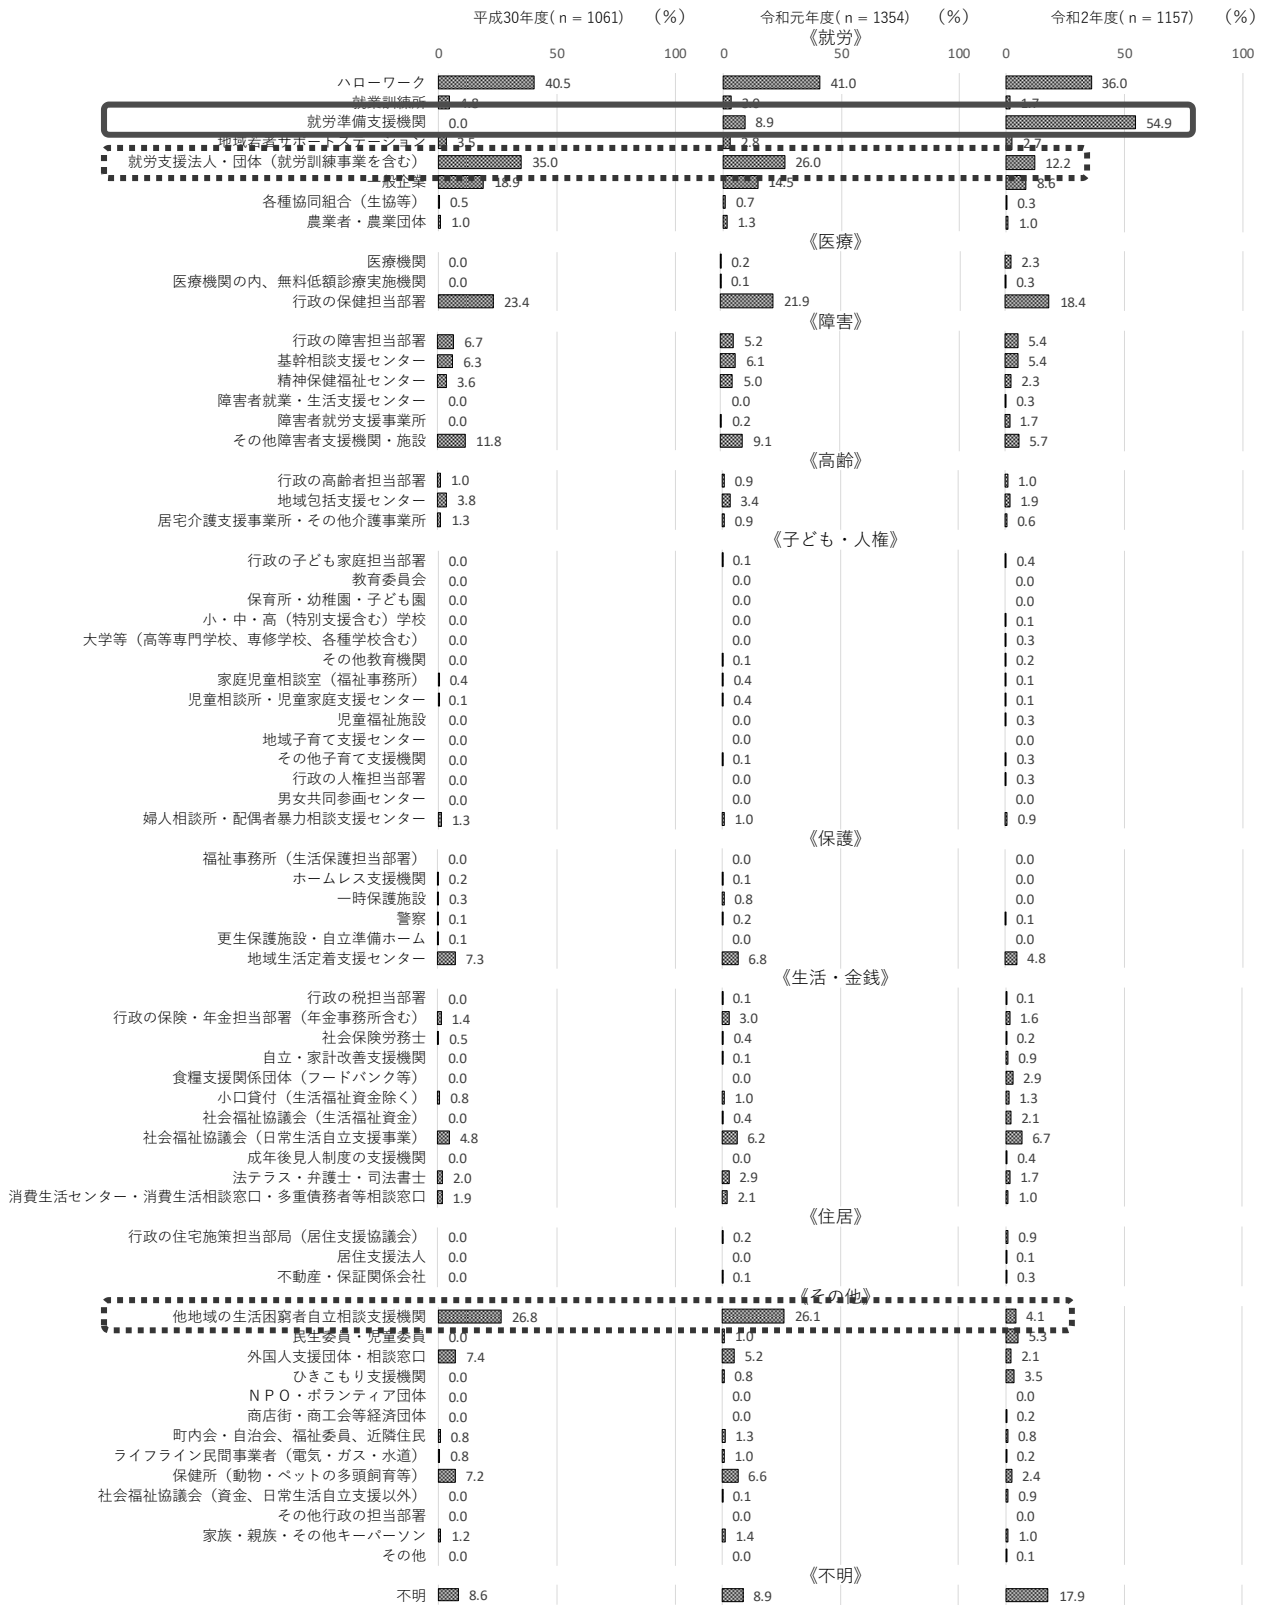 平成30年度( n = 1061) （%） 令和元年度( n = 1354) （%） 令和2年度( n = 1157) （%）
《就労》
0 50 100 0 50 100 0 50 100
ハローワーク 40.5 41.0 36.0
就業訓練所 4.8 3.9 1.7
就労準備支援機関 0.0 8.9 54.9
地域若者サポートステーション 3.5 2.8 2.7
就労支援法人・団体（就労訓練事業を含む） 35.0 26.0 12.2
一般企業 18.9 14.5 8.6
各種協同組合（生協等） 0.5 0.7 0.3
農業者・農業団体 1.0 1.3 1.0
《医療》
医療機関 0.0 0.2 2.3
医療機関の内、無料低額診療実施機関 0.0 0.1 0.3
行政の保健担当部署 23.4 21.9 18.4
《障害》
行政の障害担当部署 6.7 5.2 5.4
基幹相談支援センター 6.3 6.1 5.4
精神保健福祉センター 3.6 5.0 2.3
障害者就業・生活支援センター 0.0 0.0 0.3
障害者就労支援事業所 0.0 0.2 1.7
その他障害者支援機関・施設 11.8 9.1 5.7
《高齢》
行政の高齢者担当部署 1.0 0.9 1.0
地域包括支援センター 3.8 3.4 1.9
居宅介護支援事業所・その他介護事業所 1.3 0.9 0.6
《子ども・人権》
行政の子ども家庭担当部署 0.0 0.1 0.4
教育委員会 0.0 0.0 0.0
保育所・幼稚園・子ども園 0.0 0.0 0.0
小・中・高（特別支援含む）学校 0.0 0.0 0.1
大学等（高等専門学校、専修学校、各種学校含む） 0.0 0.0 0.3
その他教育機関 0.0 0.1 0.2
家庭児童相談室（福祉事務所） 0.4 0.4 0.1
児童相談所・児童家庭支援センター 0.1 0.4 0.1
児童福祉施設 0.0 0.0 0.3
地域子育て支援センター 0.0 0.0 0.0
その他子育て支援機関 0.0 0.1 0.3
行政の人権担当部署 0.0 0.0 0.3
男女共同参画センター 0.0 0.0 0.0
婦人相談所・配偶者暴力相談支援センター 1.3 1.0 0.9
《保護》
福祉事務所（生活保護担当部署） 0.0 0.0 0.0
ホームレス支援機関 0.2 0.1 0.0
一時保護施設 0.3 0.8 0.0
警察 0.1 0.2 0.1
更生保護施設・自立準備ホーム 0.1 0.0 0.0
地域生活定着支援センター 7.3 6.8 4.8
《生活・金銭》
行政の税担当部署 0.0 0.1 0.1
行政の保険・年金担当部署（年金事務所含む） 1.4 3.0 1.6
社会保険労務士 0.5 0.4 0.2
自立・家計改善支援機関 0.0 0.1 0.9
食糧支援関係団体（フードバンク等） 0.0 0.0 2.9
小口貸付（生活福祉資金除く） 0.8 1.0 1.3
社会福祉協議会（生活福祉資金） 0.0 0.4 2.1
社会福祉協議会（日常生活自立支援事業） 4.8 6.2 6.7
成年後見人制度の支援機関 0.0 0.0 0.4
法テラス・弁護士・司法書士 2.0 2.9 1.7
消費生活センター・消費生活相談窓口・多重債務者等相談窓口 1.9 2.1 1.0
《住居》
行政の住宅施策担当部局（居住支援協議会） 0.0 0.2 0.9
居住支援法人 0.0 0.0 0.1
不動産・保証関係会社 0.0 0.1 0.3
《その他》
他地域の生活困窮者自立相談支援機関 26.8 26.1 4.1
民生委員・児童委員 0.0 1.0 5.3
外国人支援団体・相談窓口 7.4 5.2 2.1
ひきこもり支援機関 0.0 0.8 3.5
ＮＰＯ・ボランティア団体 0.0 0.0 0.0
商店街・商工会等経済団体 0.0 0.0 0.2
町内会・自治会、福祉委員、近隣住民 0.8 1.3 0.8
ライフライン民間事業者（電気・ガス・水道） 0.8 1.0 0.2
保健所（動物・ペットの多頭飼育等） 7.2 6.6 2.4
社会福祉協議会（資金、日常生活自立支援以外） 0.0 0.1 0.9
その他行政の担当部署 0.0 0.0 0.0
家族・親族・その他キーパーソン 1.2 1.4 1.0
その他 0.0 0.0 0.1
《不明》
不明 8.6 8.9 17.9